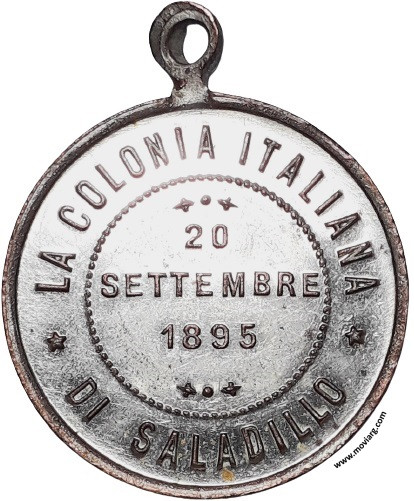 LA COLONIA ITALIANA
20
SETTEMBRE
1895
DI SALADILLO
www.moviarg.com